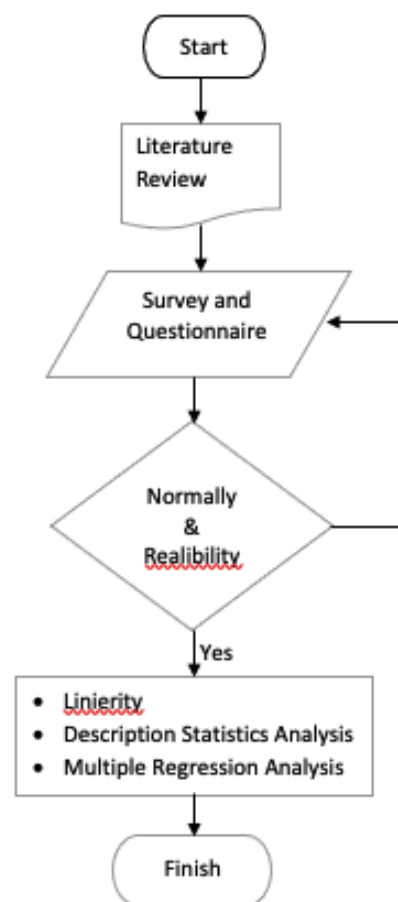 Start
Literature
Review
Survey and
Questionnaire
Normally
&
Realibility
Yes
• Linierity
• Description Statistics Analysis
• Multiple Regression Analysis
Finish